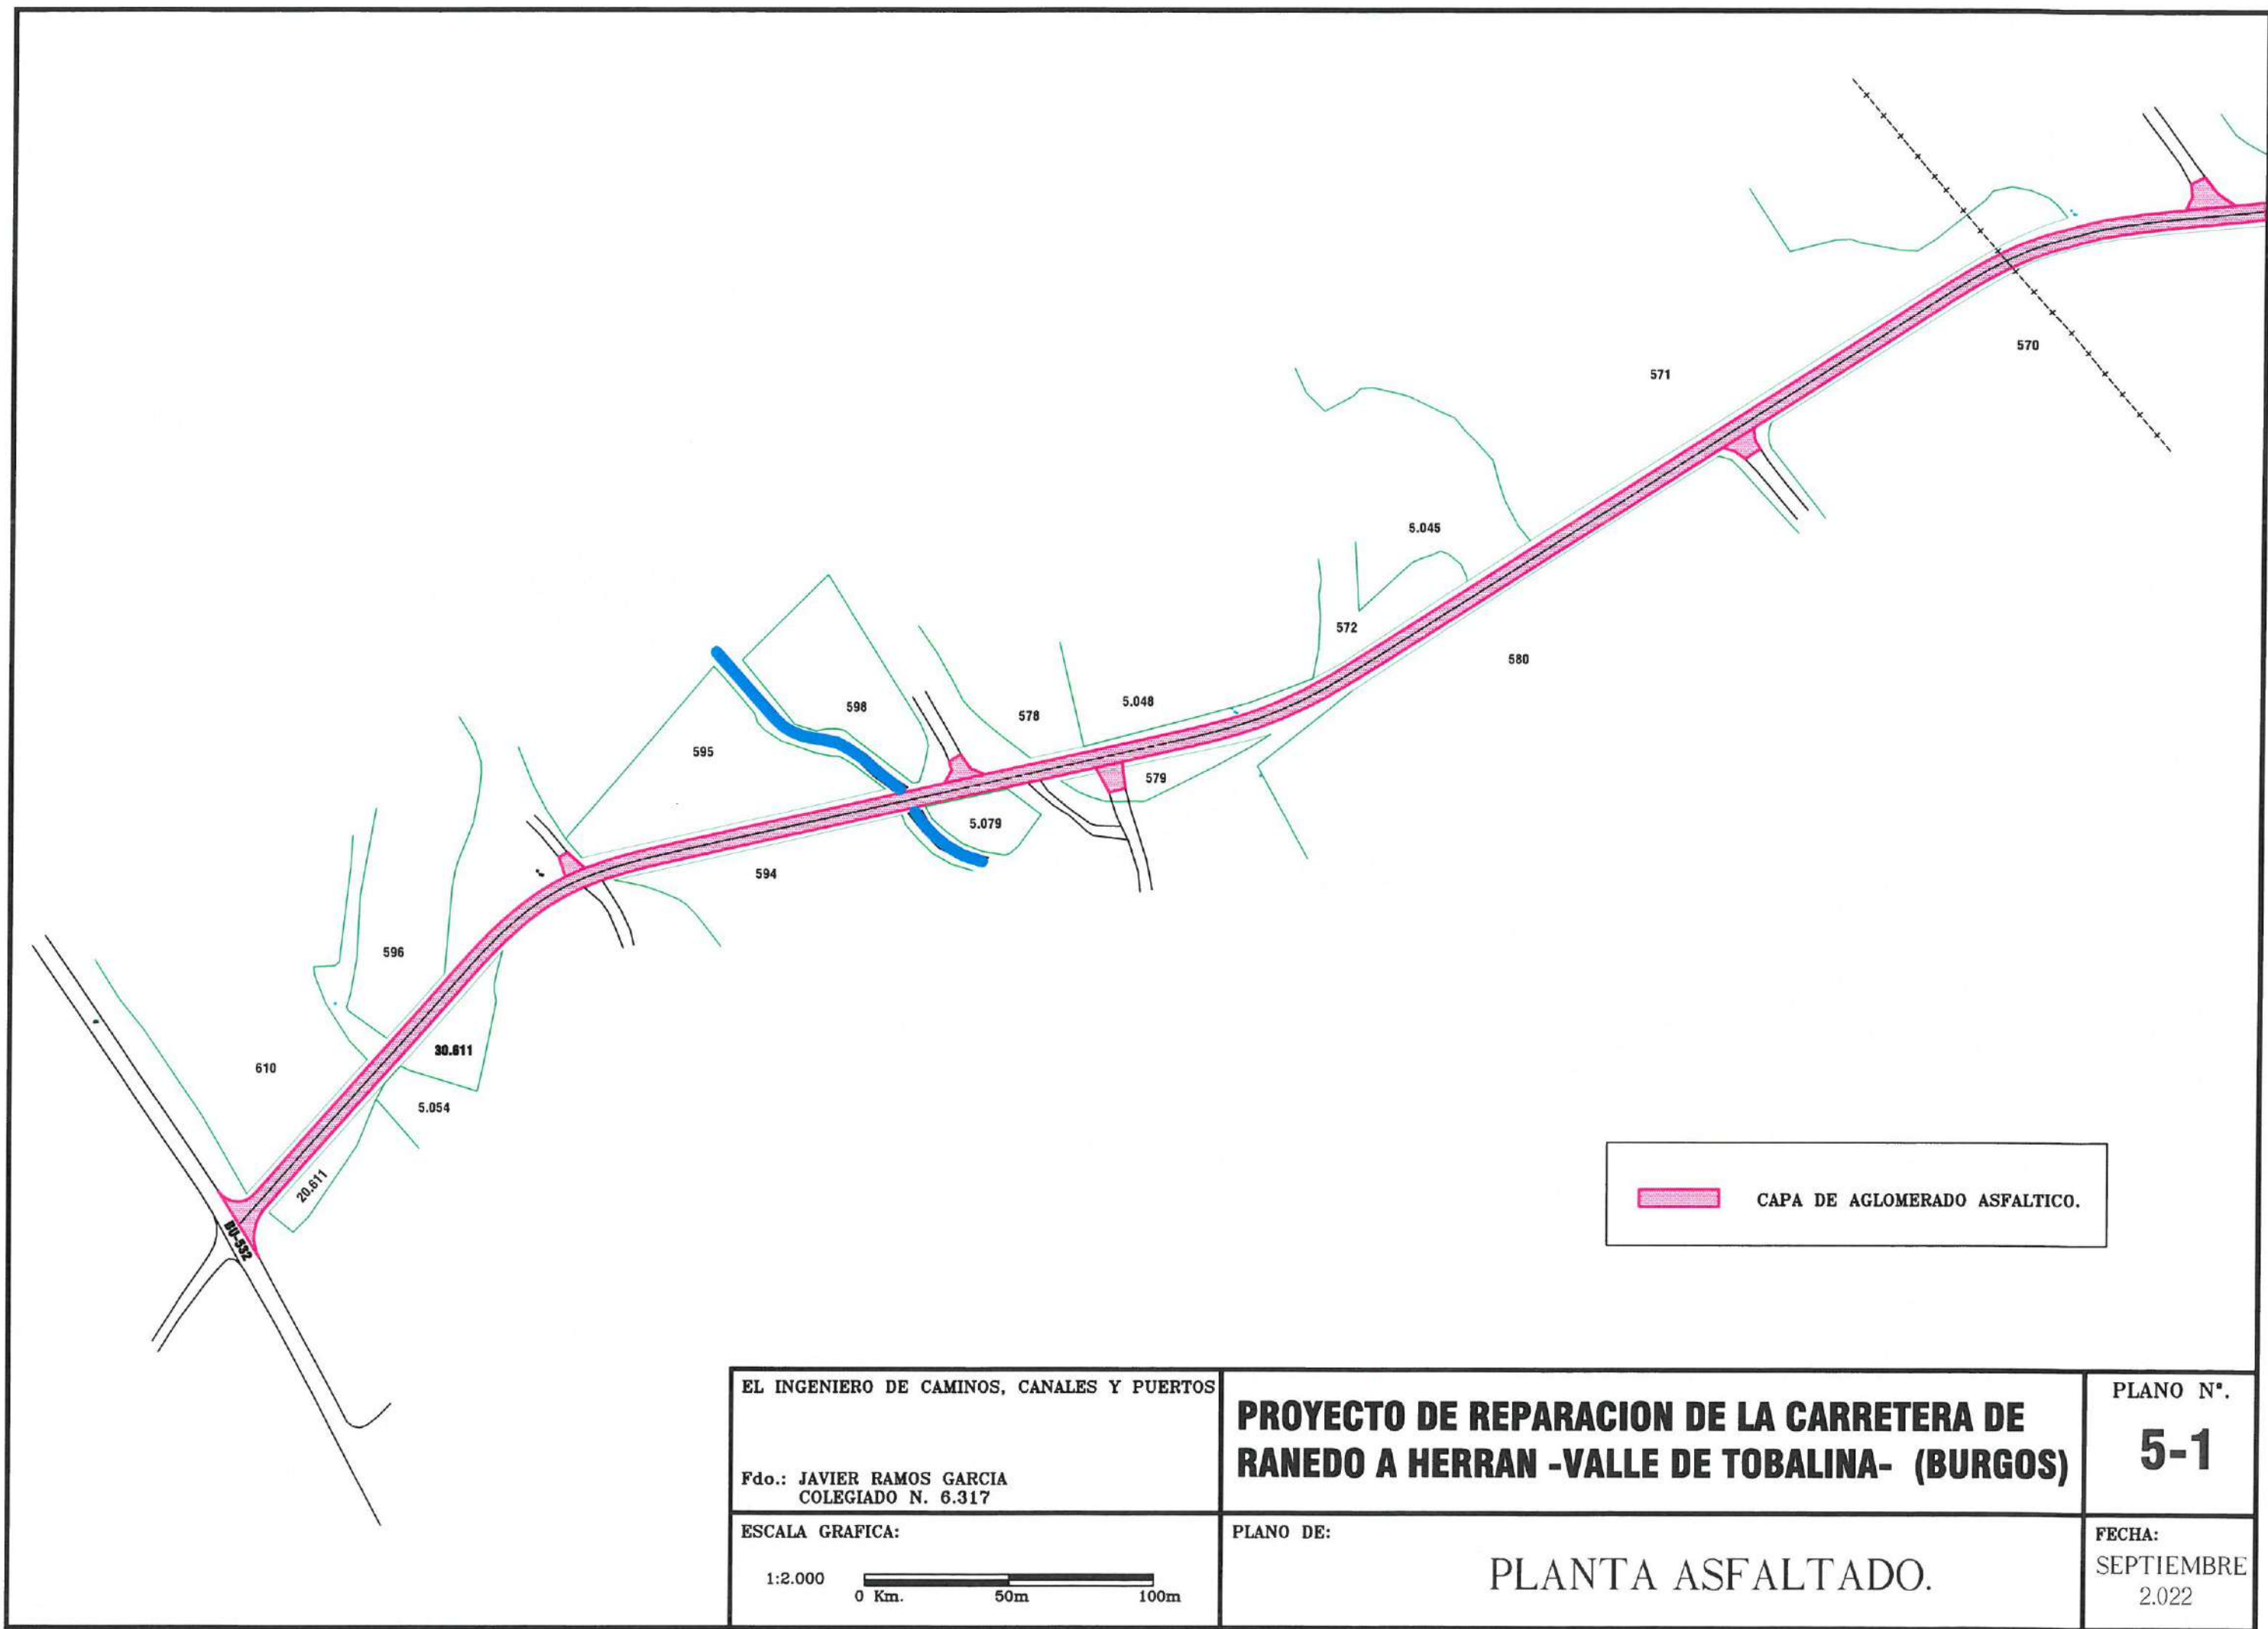 570
571
5.045
572
580
598
578
5.048
595
579
5.079
594
596
30.611
610
5.054
20.611
BU-532
CAPA DE AGLOMERADO ASFALTICO.
EL INGENIERO DE CAMINOS, CANALES Y PUERTOS
Fdo.: JAVIER RAMOS GARCIA
COLEGIADO N. 6.317
PROYECTO DE REPARACION DE LA CARRETERA DE
RANEDO A HERRAN -VALLE DE TOBALINA- (BURGOS)
PLANO Nº.
5-1
ESCALA GRAFICA:
1:2.000
0 Km. 50m 100m
PLANO DE:
PLANTA ASFALTADO.
FECHA:
SEPTIEMBRE
2.022